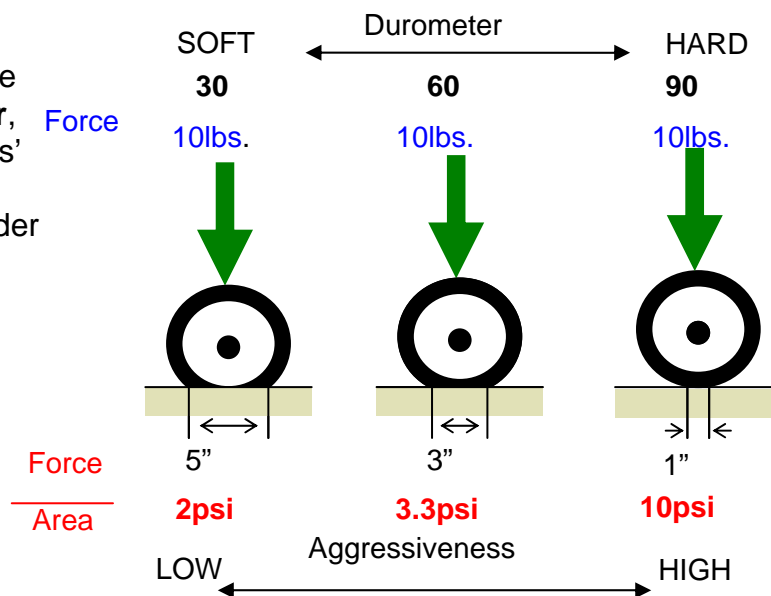 SOFT Durometer HARD
30 60 90
e
r,
s’
der
Force 10lbs. 10lbs. 10lbs.
5” 3” 1”
Force
Area 2psi 3.3psi 10psi
LOW Aggressiveness HIGH